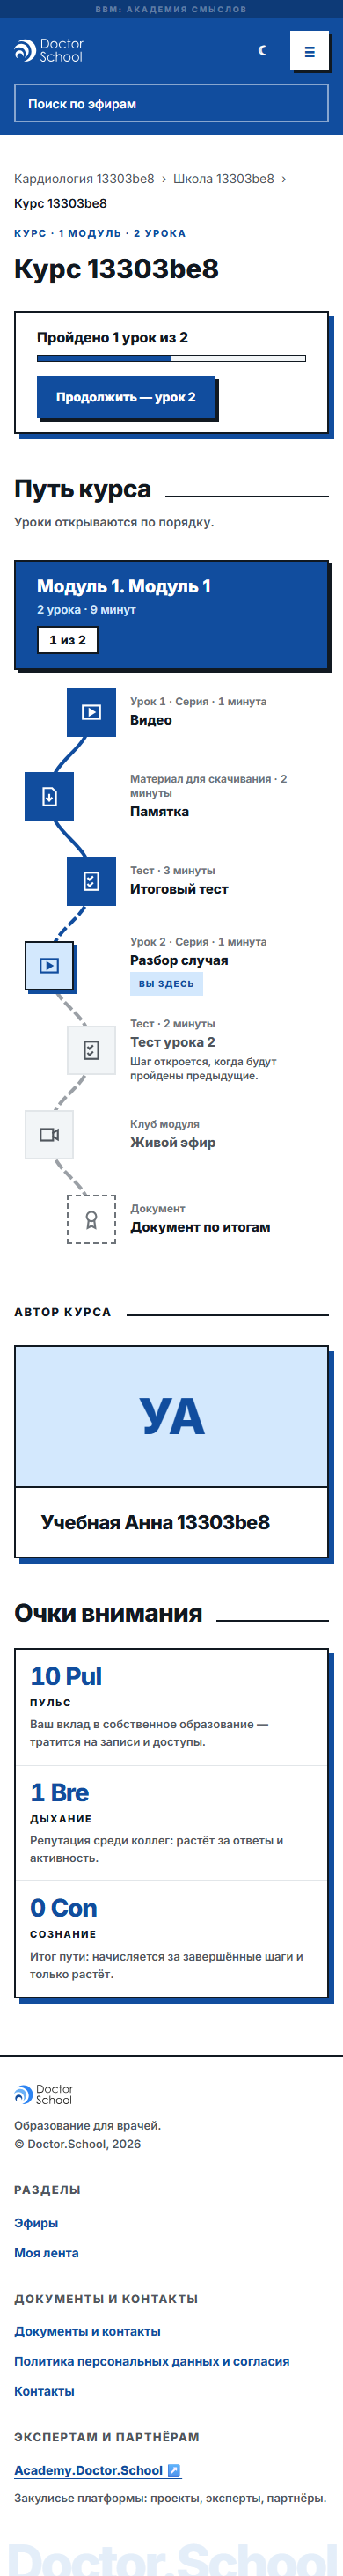 ВВМ: АКАДЕМИЯ СМЫСЛОВ
Doctor
School
Поиск по эфирам
Кардиология 13303be8 › Школа 13303be8 ›
Курс 13303be8
КУРС · 1 МОДУЛЬ · 2 УРОКА
Курс 13303be8
Пройдено 1 урок из 2
Продолжить — урок 2
Путь курса
Уроки открываются по порядку.
Модуль 1. Модуль 1
2 урока · 9 минут
1 из 2
Урок 1 · Серия · 1 минута
Видео
Материал для скачивания · 2
минуты
Памятка
Тест · 3 минуты
Итоговый тест
Урок 2 · Серия · 1 минута
Разбор случая
ВЫ ЗДЕСЬ
Тест · 2 минуты
Тест урока 2
Шаг откроется, когда будут
пройдены предыдущие.
Клуб модуля
Живой эфир
Документ
Документ по итогам
АВТОР КУРСА
УА
Учебная Анна 13303be8
Очки внимания
10 Pul
ПУЛЬС
Ваш вклад в собственное образование —
тратится на записи и доступы.
1 Bre
ДЫХАНИЕ
Репутация среди коллег: растёт за ответы и
активность.
0 Con
СОЗНАНИЕ
Итог пути: начисляется за завершённые шаги и
только растёт.
Doctor
School
Образование для врачей.
© Doctor.School, 2026
РАЗДЕЛЫ
Эфиры
Моя лента
ДОКУМЕНТЫ И КОНТАКТЫ
Документы и контакты
Политика персональных данных и согласия
Контакты
ЭКСПЕРТАМ И ПАРТНЁРАМ
Academy.Doctor.School ↗
Закулисье платформы: проекты, эксперты, партнёры.
Doctor.School